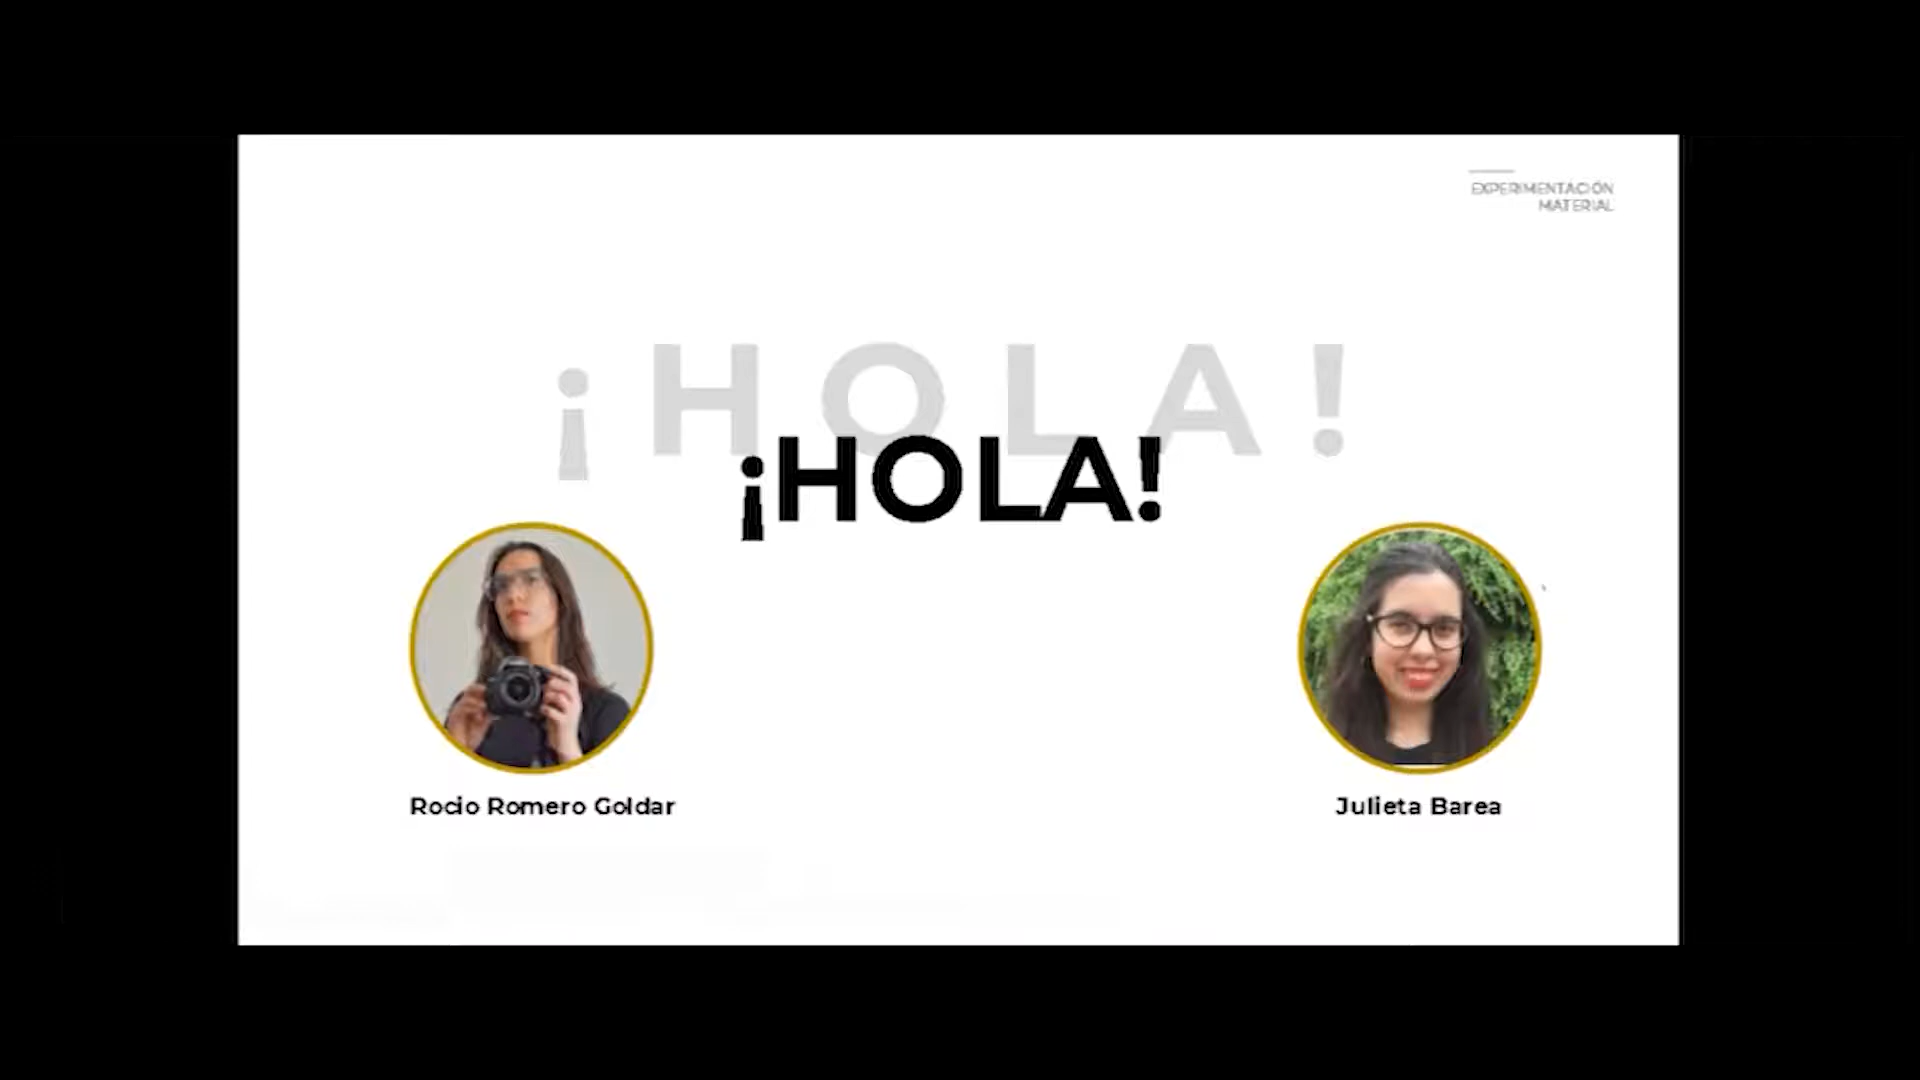 EXPERIMENTACIÓN
MATERIAL
¡HOLA!
¡HOLA!
Rocio Romero Goldar
Julieta Barea